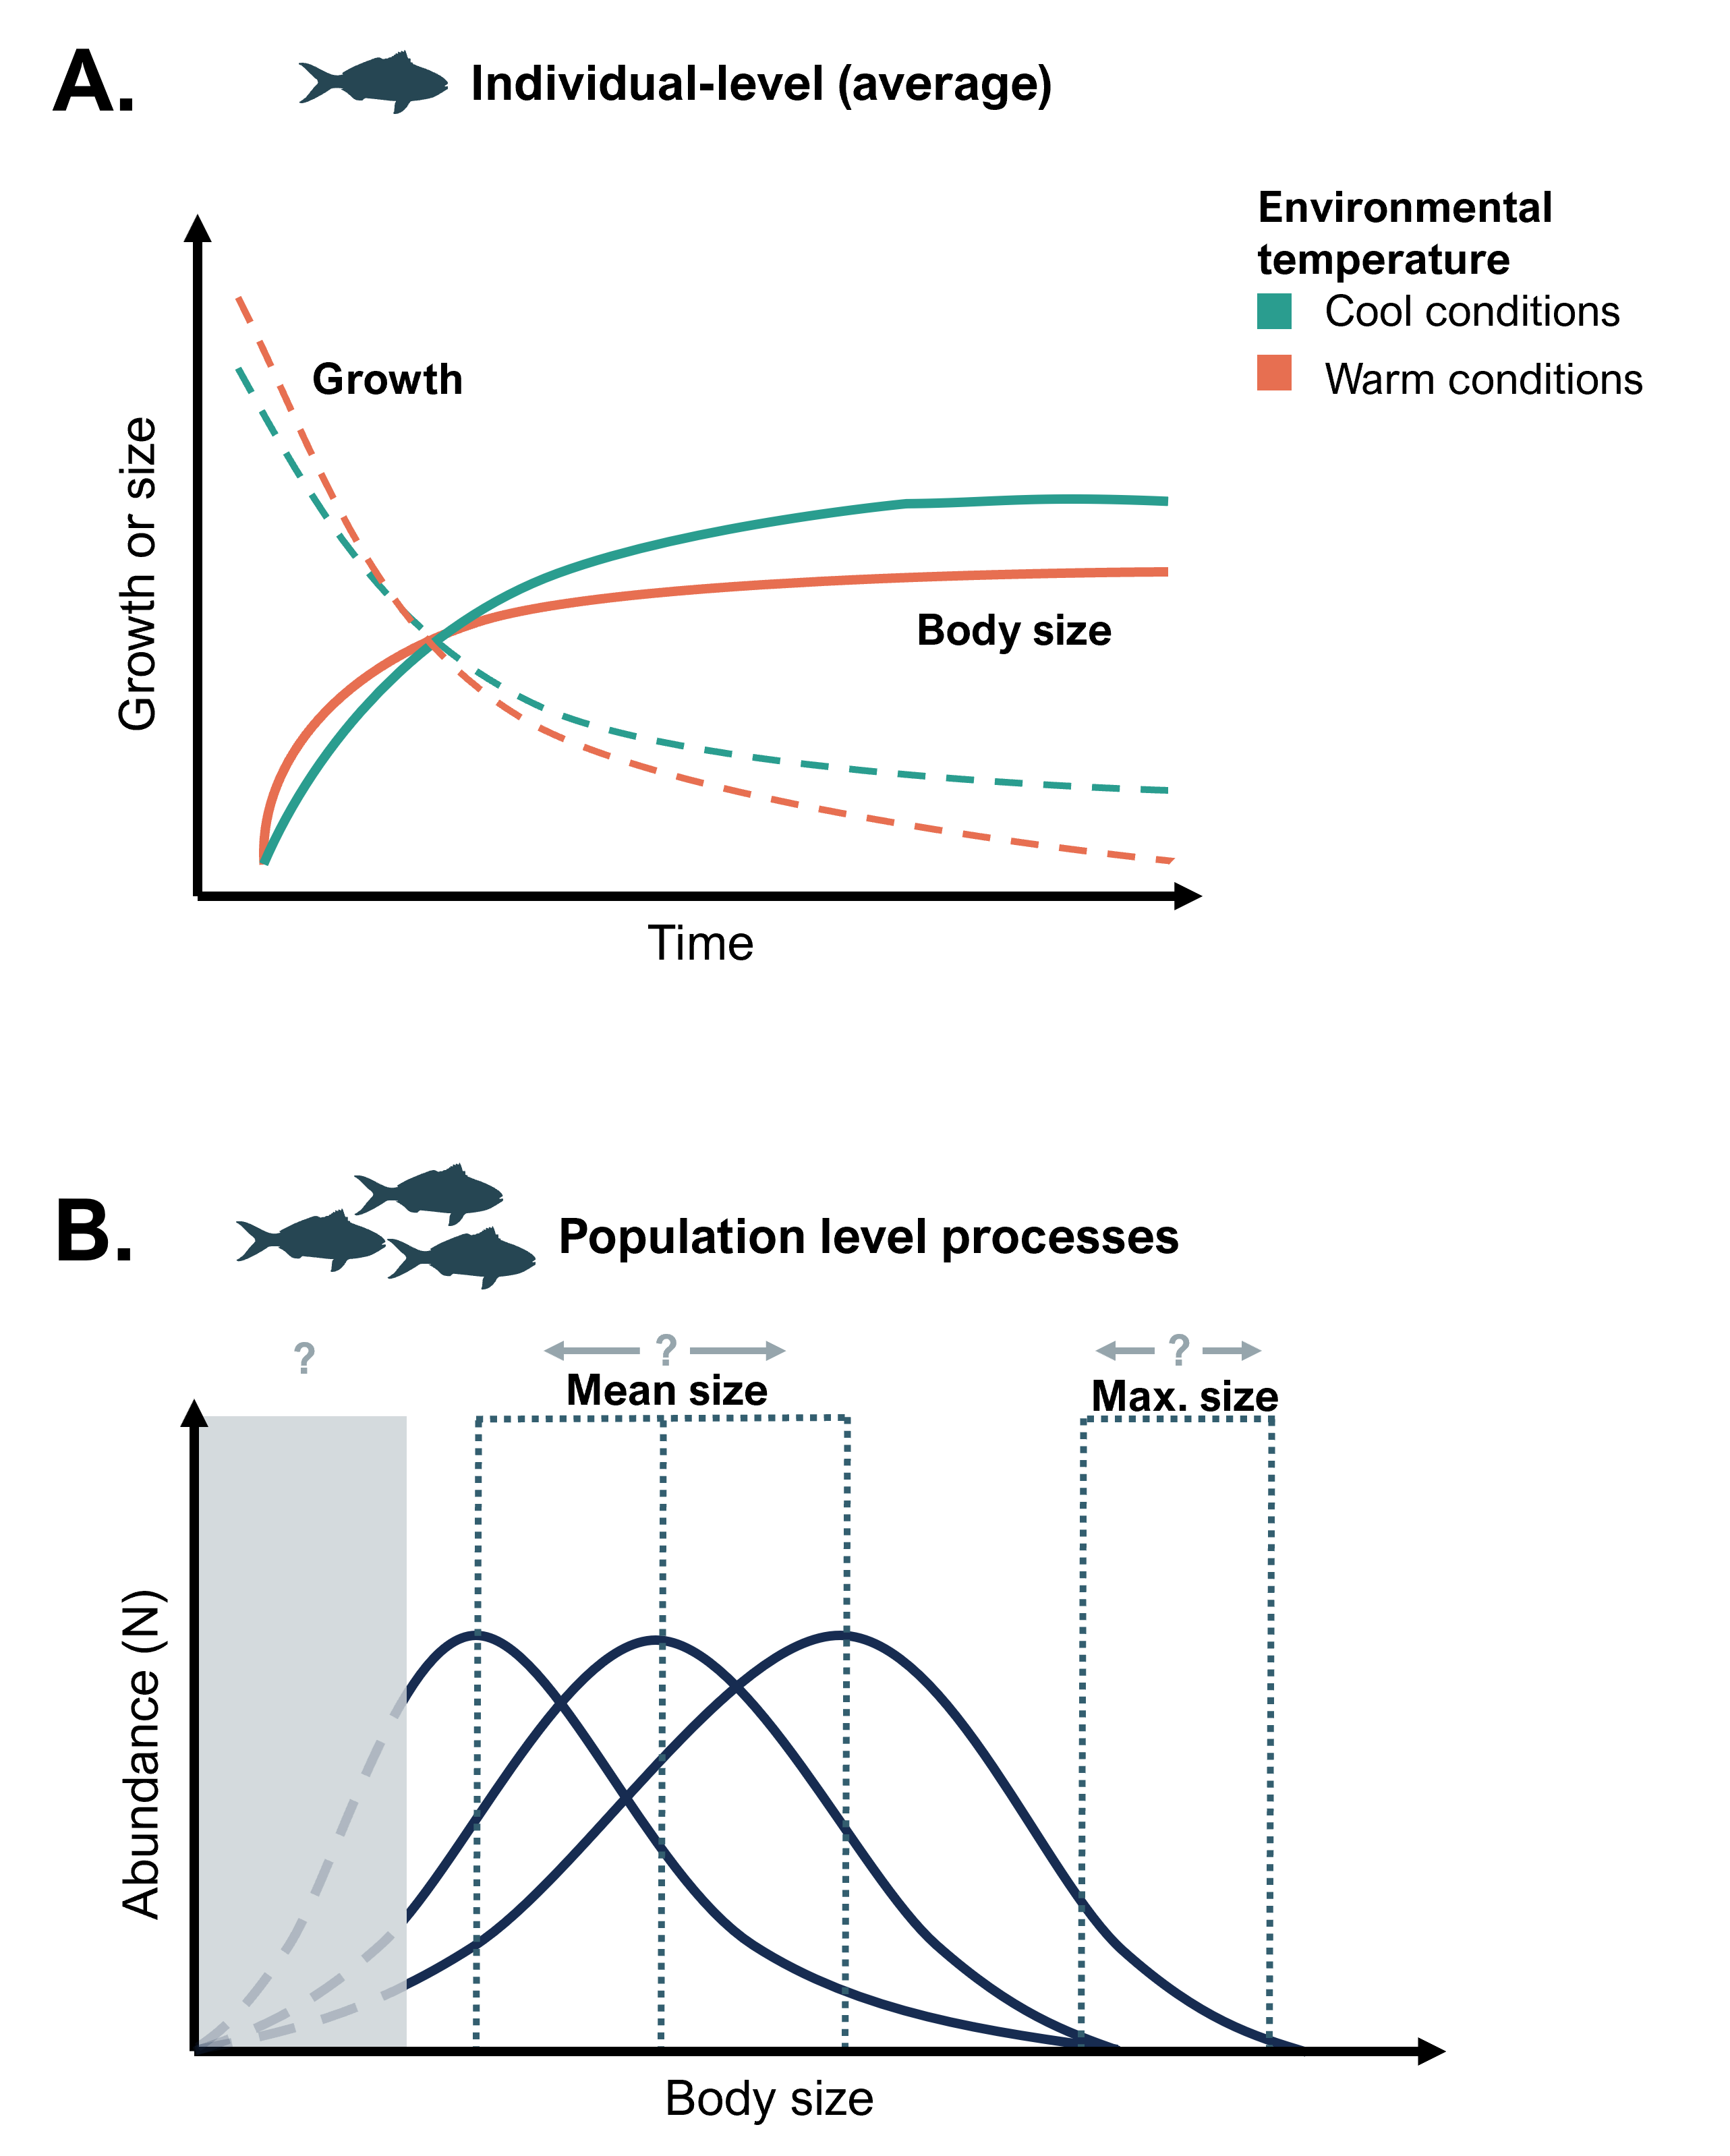 A.
Individual-level (average)
Environmental
temperature
Cool conditions
Warm conditions
Growth
Growth or size
Body size
Time
B.
Population level processes
?
?
?
Mean size
Max. size
Abundance (N)
Body size